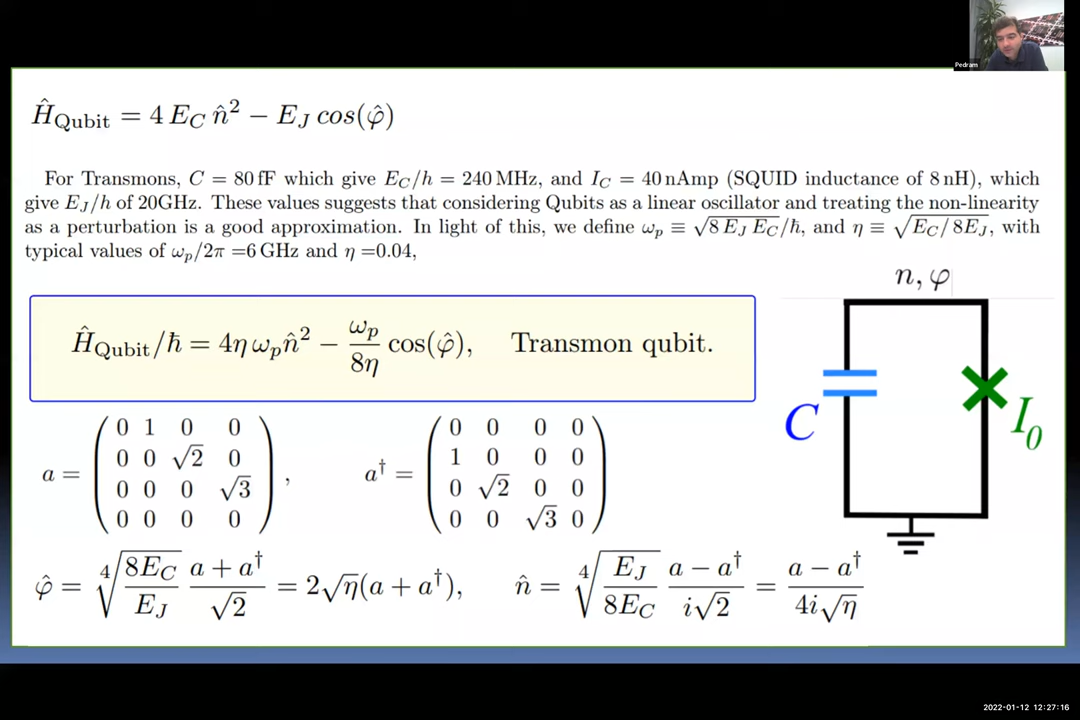 Pedram
Ĥ_Qubit = 4 E_C n̂² − E_J cos(φ̂)
For Transmons, C = 80 fF which give E_C/h = 240 MHz, and I_C = 40 nAmp (SQUID inductance of 8 nH), which
give E_J/h of 20GHz. These values suggests that considering Qubits as a linear oscillator and treating the non-linearity
as a perturbation is a good approximation. In light of this, we define ω_p ≡ √(8 E_J E_C)/ħ, and η ≡ √(E_C/8E_J), with
typical values of ω_p/2π =6 GHz and η =0.04,
n, φ
Ĥ_Qubit/ħ = 4η ω_p n̂² − ω_p/8η cos(φ̂), Transmon qubit.
C
I_0
a = ( 0 1 0 0
0 0 √2 0
0 0 0 √3
0 0 0 0 ) ,
a† = ( 0 0 0 0
1 0 0 0
0 √2 0 0
0 0 √3 0 )
φ̂ = ∜(8E_C/E_J) (a + a†)/√2 = 2√η(a + a†), n̂ = ∜(E_J/8E_C) (a − a†)/(i√2) = (a − a†)/(4i√η)
2022-01-12 12:27:16